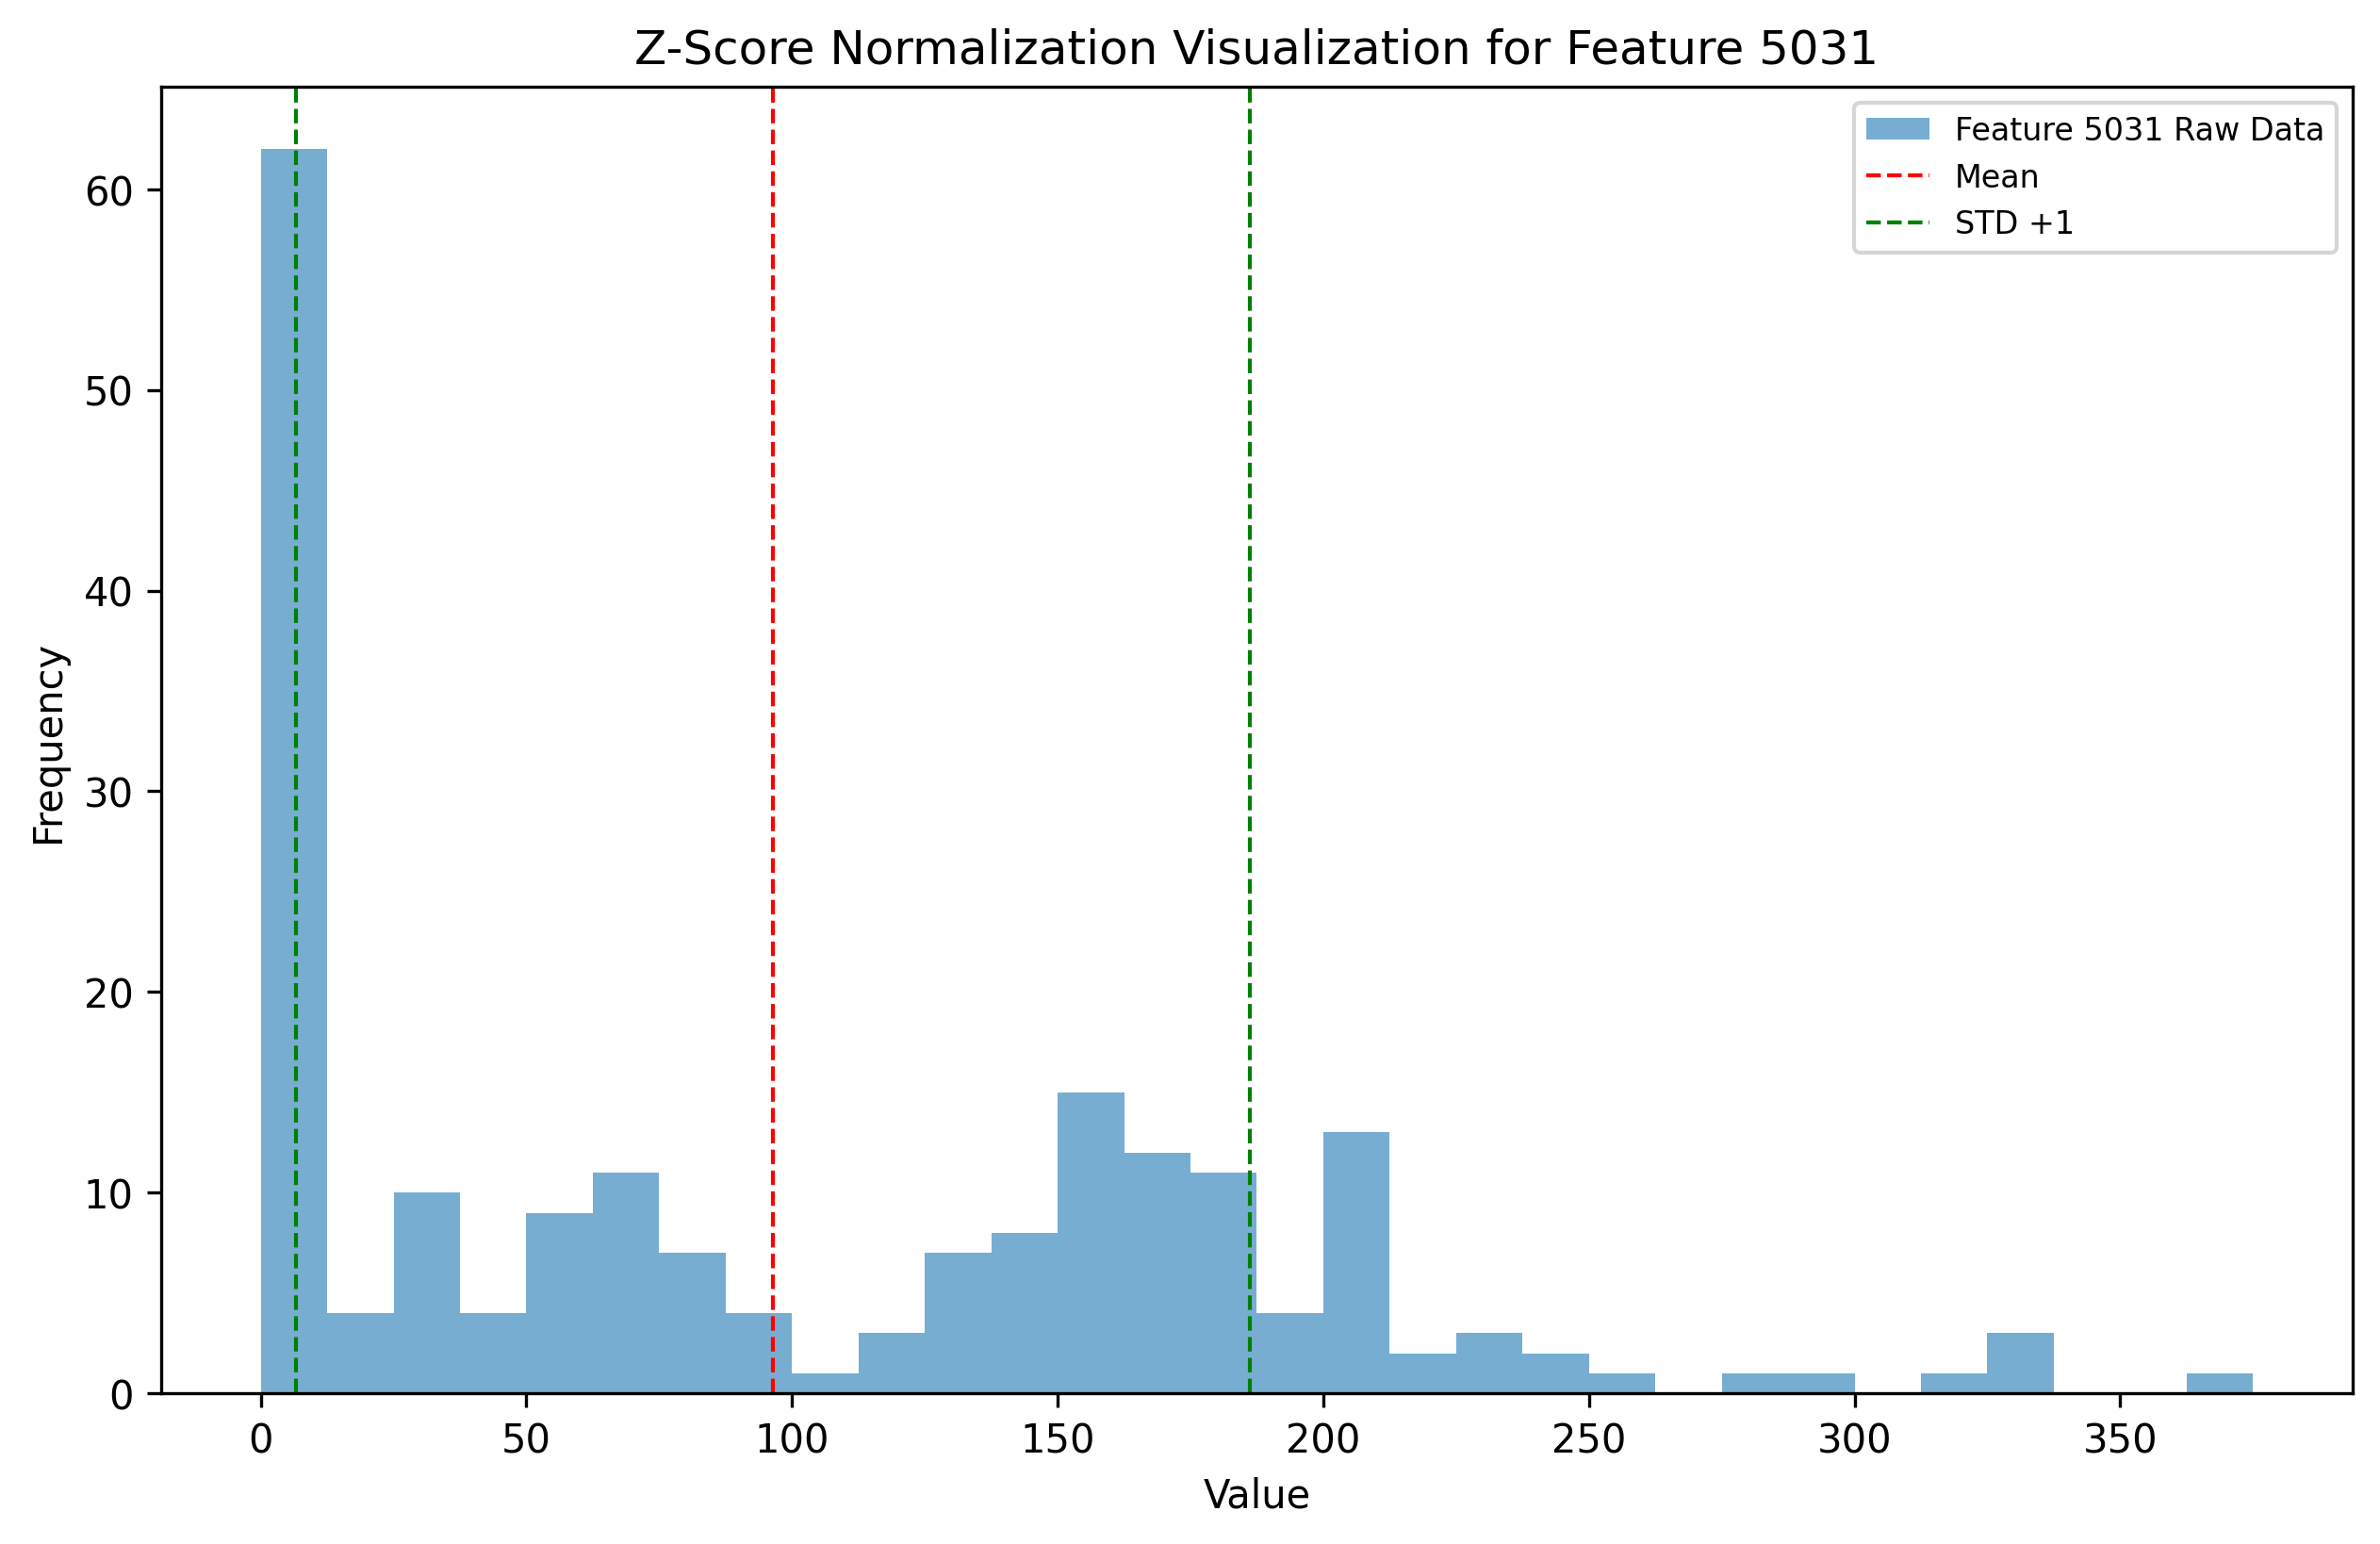 Z-Score Normalization Visualization for Feature 5031
Feature 5031 Raw Data
Mean
STD +1
60
50
40
30
20
10
0
Frequency
0 50 100 150 200 250 300 350
Value